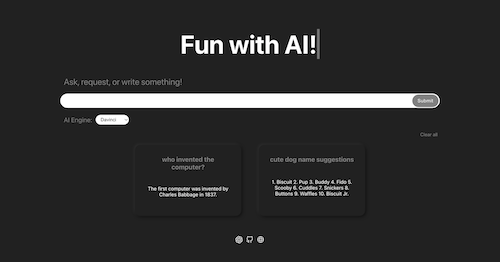 Fun with AI!
Ask, request, or write something!
Submit
AI Engine:
Davinci
Clear all
who invented the
computer?
The first computer was invented by
Charles Babbage in 1837.
cute dog name suggestions
1. Biscuit 2. Pup 3. Buddy 4. Fido 5.
Scooby 6. Cuddles 7. Snickers 8.
Buttons 9. Waffles 10. Biscuit Jr.